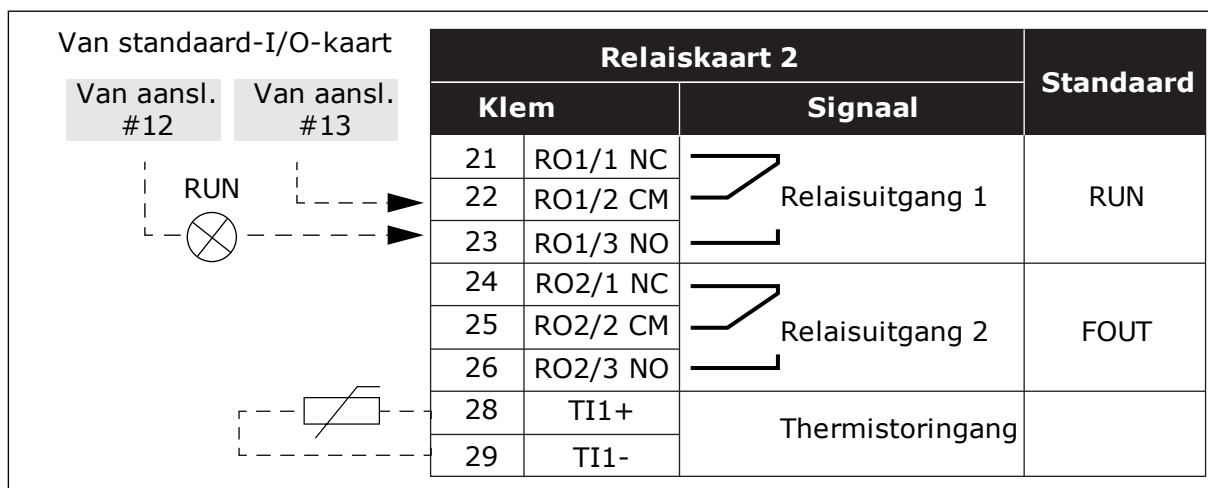 Van standaard-I/O-kaart
Van aansl. #12
Van aansl. #13
RUN
Relaiskaart 2
Standaard
Klem
Signaal
21 RO1/1 NC
22 RO1/2 CM Relaisuitgang 1 RUN
23 RO1/3 NO
24 RO2/1 NC
25 RO2/2 CM Relaisuitgang 2 FOUT
26 RO2/3 NO
28 TI1+ Thermistoringang
29 TI1-